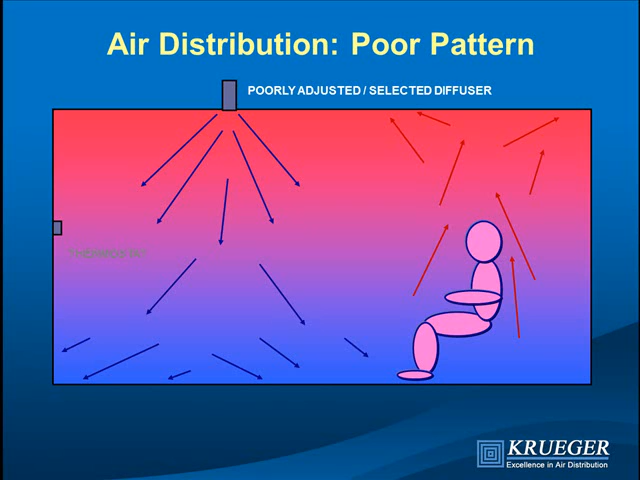 Air Distribution: Poor Pattern
POORLY ADJUSTED / SELECTED DIFFUSER
KRUEGER
Excellence in Air Distribution